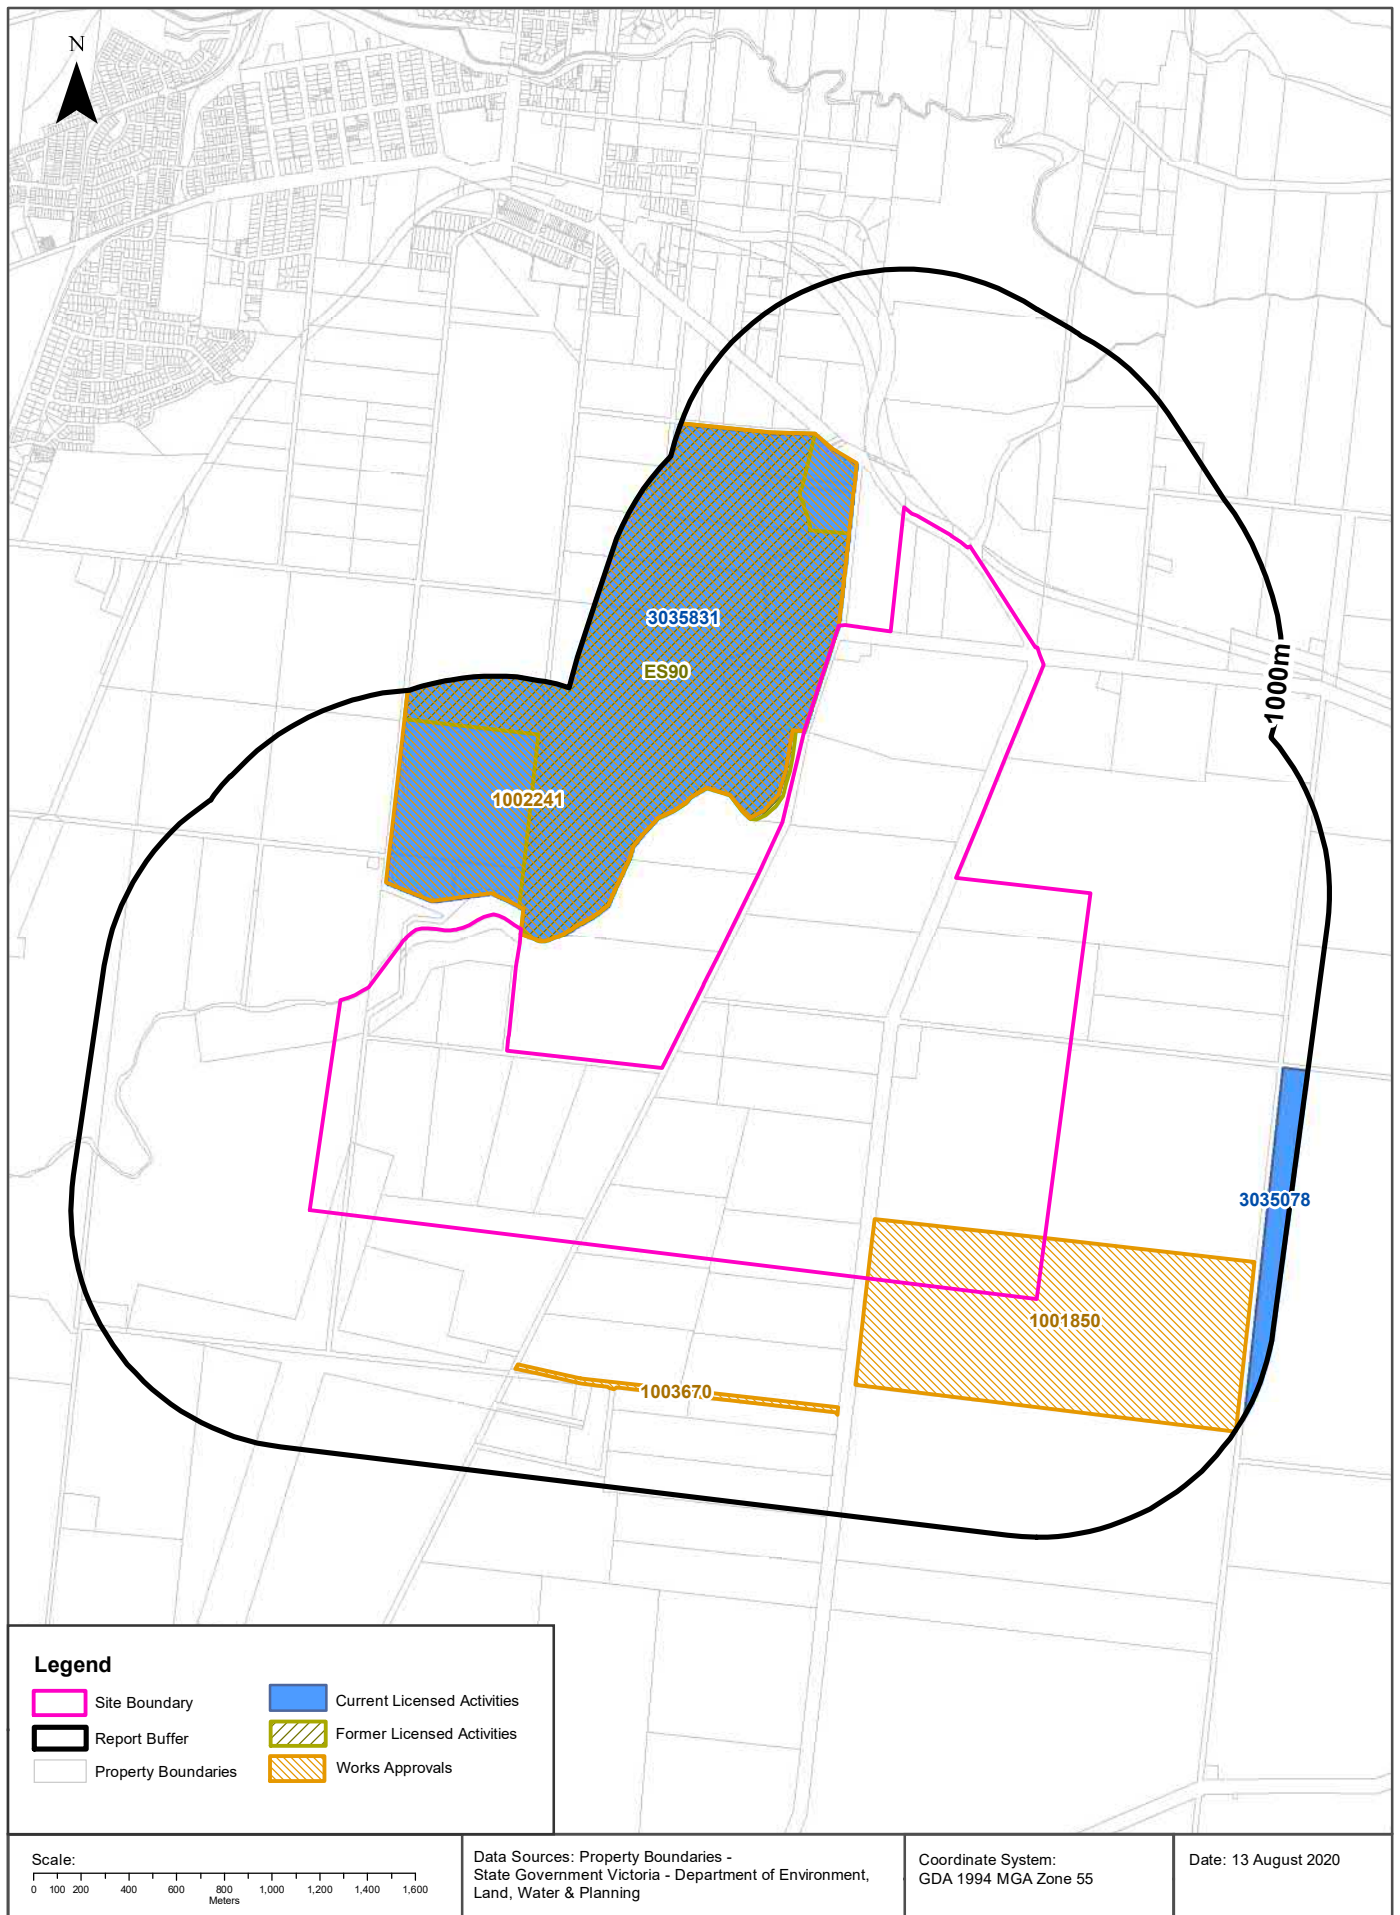 N
1000m
3035831
ES90
1002241
3035078
1001850
1003670
Legend
Site Boundary
Report Buffer
Property Boundaries
Current Licensed Activities
Former Licensed Activities
Works Approvals
Scale:
0 100 200 400 600 800 1,000 1,200 1,400 1,600
Meters
Data Sources: Property Boundaries -
State Government Victoria - Department of Environment,
Land, Water & Planning
Coordinate System:
GDA 1994 MGA Zone 55
Date: 13 August 2020